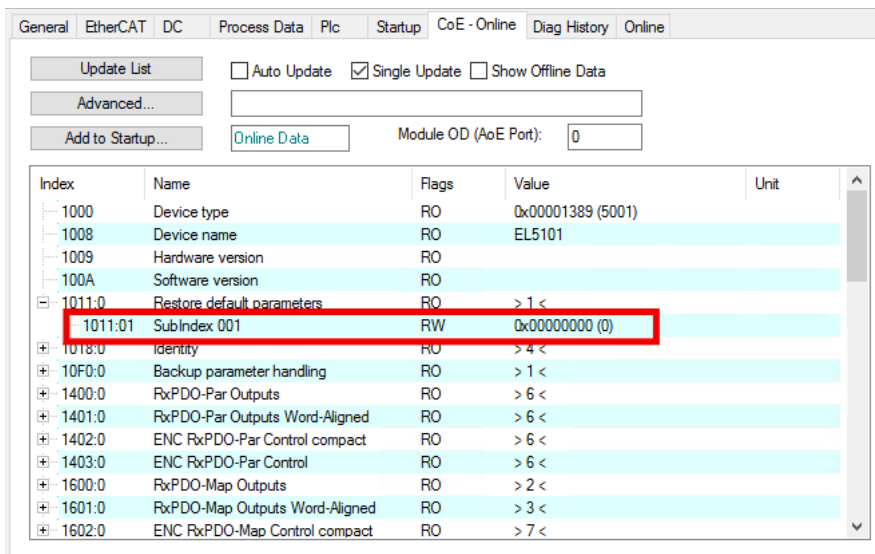 General EtherCAT DC Process Data Plc Startup CoE - Online Diag History Online
Update List Auto Update Single Update Show Offline Data
Advanced...
Add to Startup... Online Data Module OD (AoE Port): 0
Index Name Flags Value Unit
1000 Device type RO 0x00001389 (5001)
1008 Device name RO EL5101
1009 Hardware version RO
100A Software version RO
1011:0 Restore default parameters RO > 1 <
1011:01 SubIndex 001 RW 0x00000000 (0)
1018:0 Identity RO > 4 <
10F0:0 Backup parameter handling RO > 1 <
1400:0 RxPDO-Par Outputs RO > 6 <
1401:0 RxPDO-Par Outputs Word-Aligned RO > 6 <
1402:0 ENC RxPDO-Par Control compact RO > 6 <
1403:0 ENC RxPDO-Par Control RO > 6 <
1600:0 RxPDO-Map Outputs RO > 2 <
1601:0 RxPDO-Map Outputs Word-Aligned RO > 3 <
1602:0 ENC RxPDO-Map Control compact RO > 7 <